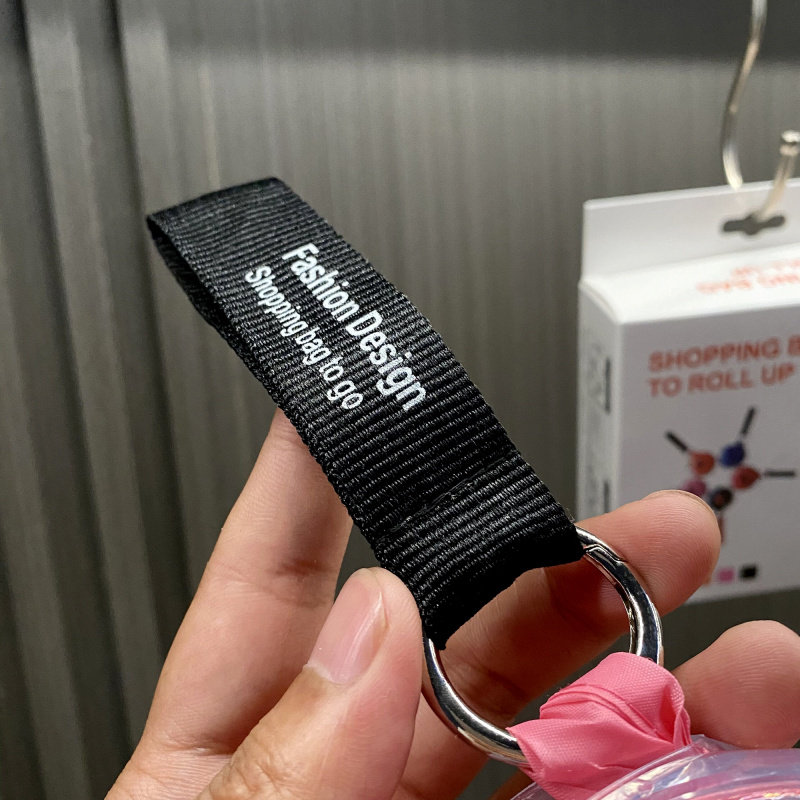 Fashion Design
Shopping bag to go
SHOPPING B
TO ROLL UP